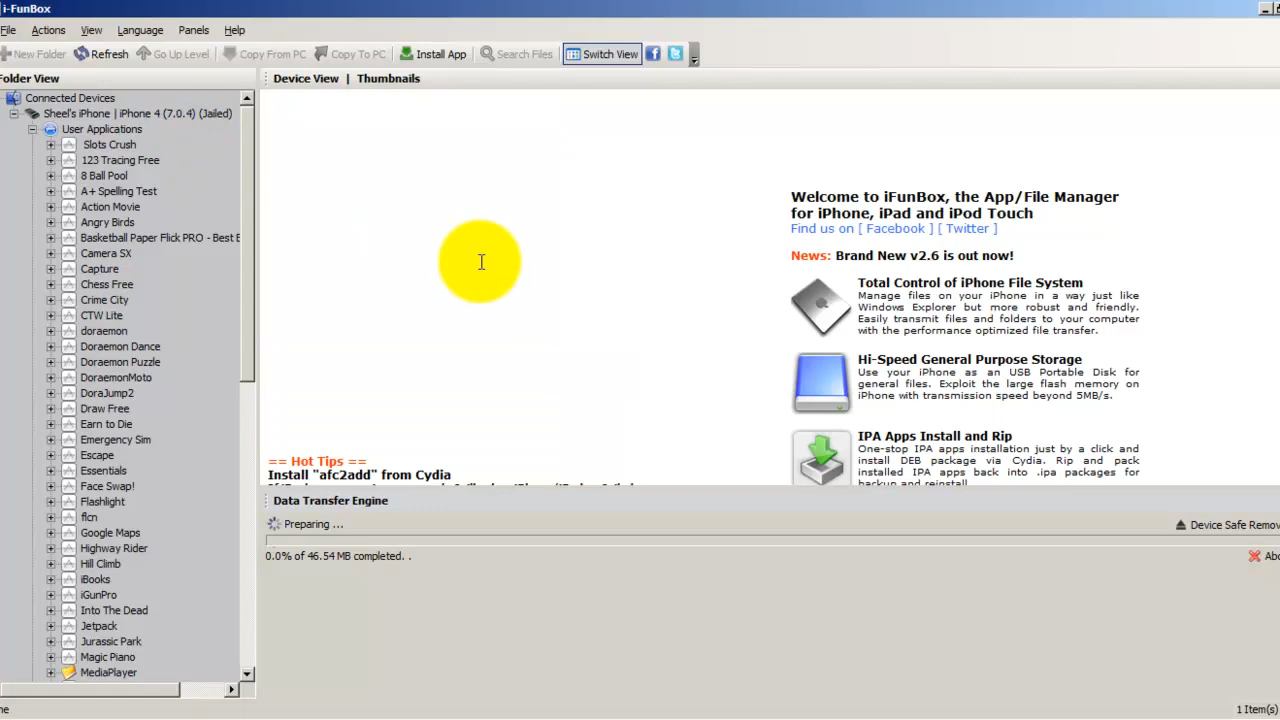 i-FunBox
File Actions View Language Panels Help
New Folder Refresh Go Up Level Copy From PC Copy To PC Install App Search Files Switch View
Folder View
Device View | Thumbnails
Connected Devices
Sheel's iPhone | iPhone 4 (7.0.4) (Jailed)
User Applications
Slots Crush
123 Tracing Free
8 Ball Pool
A+ Spelling Test
Action Movie
Angry Birds
Basketball Paper Flick PRO - Best B
Camera SX
Capture
Chess Free
Crime City
CTW Lite
doraemon
Doraemon Dance
Doraemon Puzzle
DoraemonMoto
DoraJump2
Draw Free
Earn to Die
Emergency Sim
Escape
Essentials
Face Swap!
Flashlight
flcn
Google Maps
Highway Rider
Hill Climb
iBooks
iGunPro
Into The Dead
Jetpack
Jurassic Park
Magic Piano
MediaPlayer
Welcome to iFunBox, the App/File Manager
for iPhone, iPad and iPod Touch
Find us on [ Facebook ] [ Twitter ]
News: Brand New v2.6 is out now!
Total Control of iPhone File System
Manage files on your iPhone in a way just like
Windows Explorer but more robust and friendly.
Easily transmit files and folders to your computer
with the performance optimized file transfer.
Hi-Speed General Purpose Storage
Use your iPhone as an USB Portable Disk for
general files. Exploit the large flash memory on
iPhone with transmission speed beyond 5MB/s.
IPA Apps Install and Rip
One-stop IPA apps installation just by a click and
install DEB package via Cydia. Rip and pack
installed IPA apps back into .ipa packages for
backup and reinstall.
== Hot Tips ==
Install "afc2add" from Cydia
Data Transfer Engine
Preparing ...
Device Safe Remov
0.0% of 46.54 MB completed. .
Abo
ne
1 Item(s)